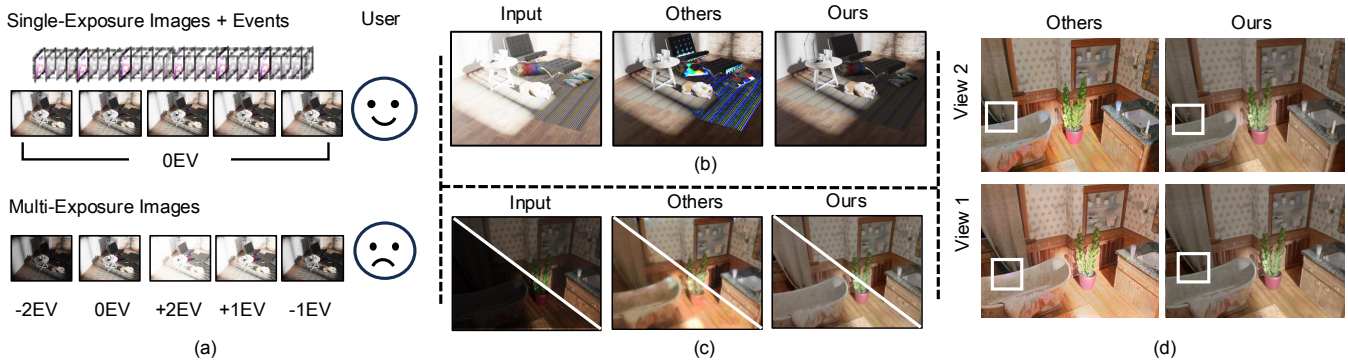 Single-Exposure Images + Events
User
0EV
Multi-Exposure Images
-2EV 0EV +2EV +1EV -1EV
(a)
Input Others Ours
(b)
Input Others Ours
(c)
Others Ours
View 2
View 1
(d)